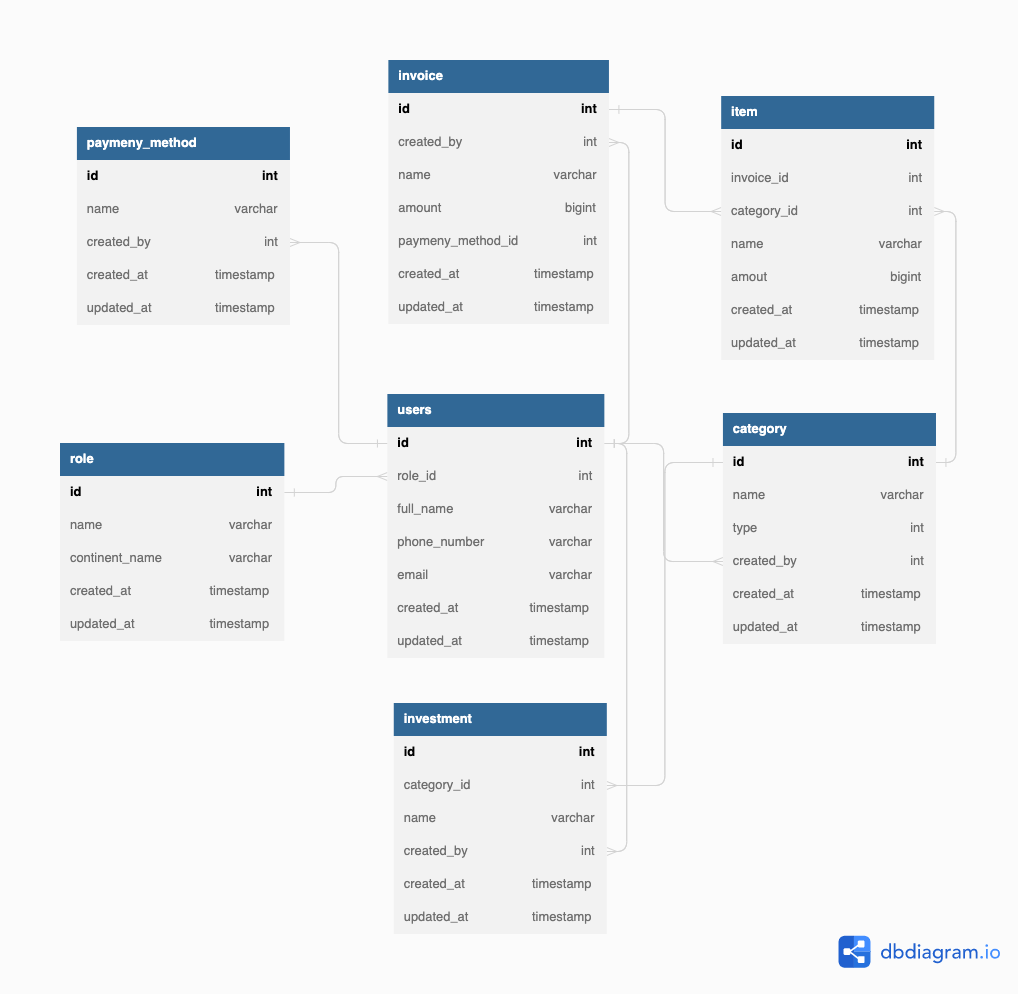 paymeny_method
id int
name varchar
created_by int
created_at timestamp
updated_at timestamp
invoice
id int
created_by int
name varchar
amount bigint
paymeny_method_id int
created_at timestamp
updated_at timestamp
item
id int
invoice_id int
category_id int
name varchar
amout bigint
created_at timestamp
updated_at timestamp
role
id int
name varchar
continent_name varchar
created_at timestamp
updated_at timestamp
users
id int
role_id int
full_name varchar
phone_number varchar
email varchar
created_at timestamp
updated_at timestamp
category
id int
name varchar
type int
created_by int
created_at timestamp
updated_at timestamp
investment
id int
category_id int
name varchar
created_by int
created_at timestamp
updated_at timestamp
dbdiagram.io